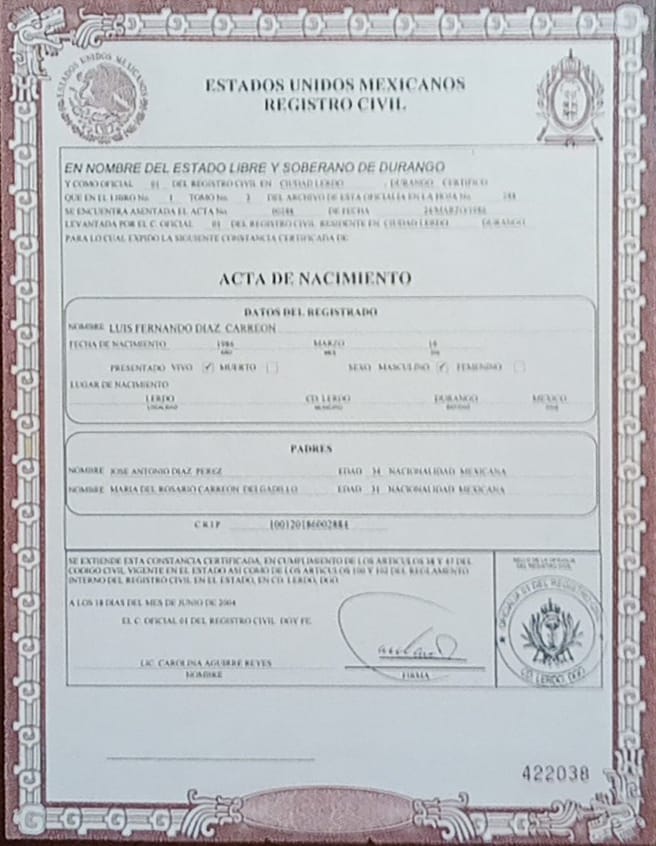 ESTADOS UNIDOS MEXICANOS
ESTADOS UNIDOS MEXICANOS
REGISTRO CIVIL
EN NOMBRE DEL ESTADO LIBRE Y SOBERANO DE DURANGO
Y COMO OFICIAL 01 DEL REGISTRO CIVIL EN CIUDAD LERDO , DURANGO CERTIFICO
QUE EN EL LIBRO No. 1 TOMO No. 2 DEL ARCHIVO DE ESTA OFICIALIA EN LA HOJA No.
SE ENCUENTRA ASENTADA EL ACTA No DE FECHA
LEVANTADA POR EL C. OFICIAL 01 DEL REGISTRO CIVIL RESIDENTE EN CIUDAD LERDO DURANGO
PARA LO CUAL EXPIDO LA SIGUIENTE CONSTANCIA CERTIFICADA DE
ACTA DE NACIMIENTO
DATOS DEL REGISTRADO
NOMBRE LUIS FERNANDO DIAZ CARREON
FECHA DE NACIMIENTO 1986 MARZO
AÑO MES DIA
PRESENTADO VIVO ✓ MUERTO SEXO MASCULINO ✓ FEMENINO
LUGAR DE NACIMIENTO
LERDO CD. LERDO DURANGO MEXICO
LOCALIDAD MUNICIPIO
PADRES
NOMBRE JOSE ANTONIO DIAZ PEREZ EDAD 34 NACIONALIDAD MEXICANA
NOMBRE MARIA DEL ROSARIO CARREON DELGADILLO EDAD 31 NACIONALIDAD MEXICANA
CRIP
SE EXTIENDE ESTA CONSTANCIA CERTIFICADA, EN CUMPLIMIENTO DE LOS ARTICULOS 38 Y 47 DEL
CODIGO CIVIL VIGENTE EN EL ESTADO ASI COMO DE LOS ARTICULOS 100 Y 102 DEL REGLAMENTO
INTERNO DEL REGISTRO CIVIL EN EL ESTADO, EN CD. LERDO, DGO
A LOS 18 DIAS DEL MES DE JUNIO DE 2004
EL C. OFICIAL 01 DEL REGISTRO CIVIL DOY FE.
LIC. CAROLINA AGUIRRE REYES
NOMBRE FIRMA
SELLO DE LA OFICIALIA
DEL REGISTRO CIVIL
OFICIALIA 01 DEL REGISTRO CIVIL
CD. LERDO, DGO
422038